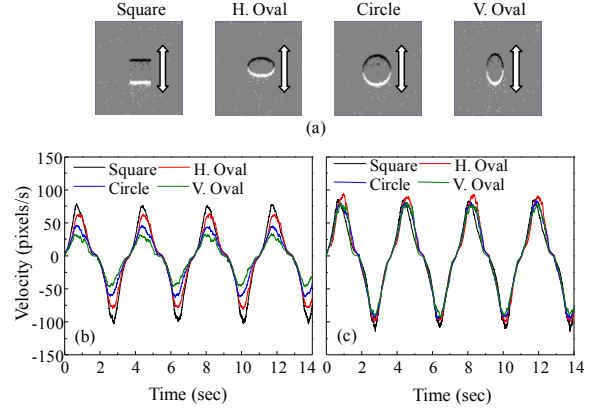 Square H. Oval Circle V. Oval
(a)
Velocity (pixels/s)
150
100
50
0
-50
-100
-150
Square H. Oval
Circle V. Oval
(b)
0 2 4 6 8 10 12 14
Time (sec)
Square H. Oval
Circle V. Oval
(c)
0 2 4 6 8 10 12 14
Time (sec)